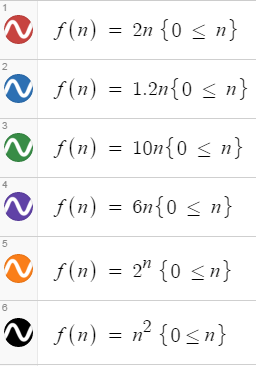 1
f(n) = 2n {0 ≤ n}
2
f(n) = 1.2n{0 ≤ n}
3
f(n) = 10n{0 ≤ n}
4
f(n) = 6n{0 ≤ n}
5
f(n) = 2ⁿ {0 ≤n}
6
f(n) = n² {0≤n}